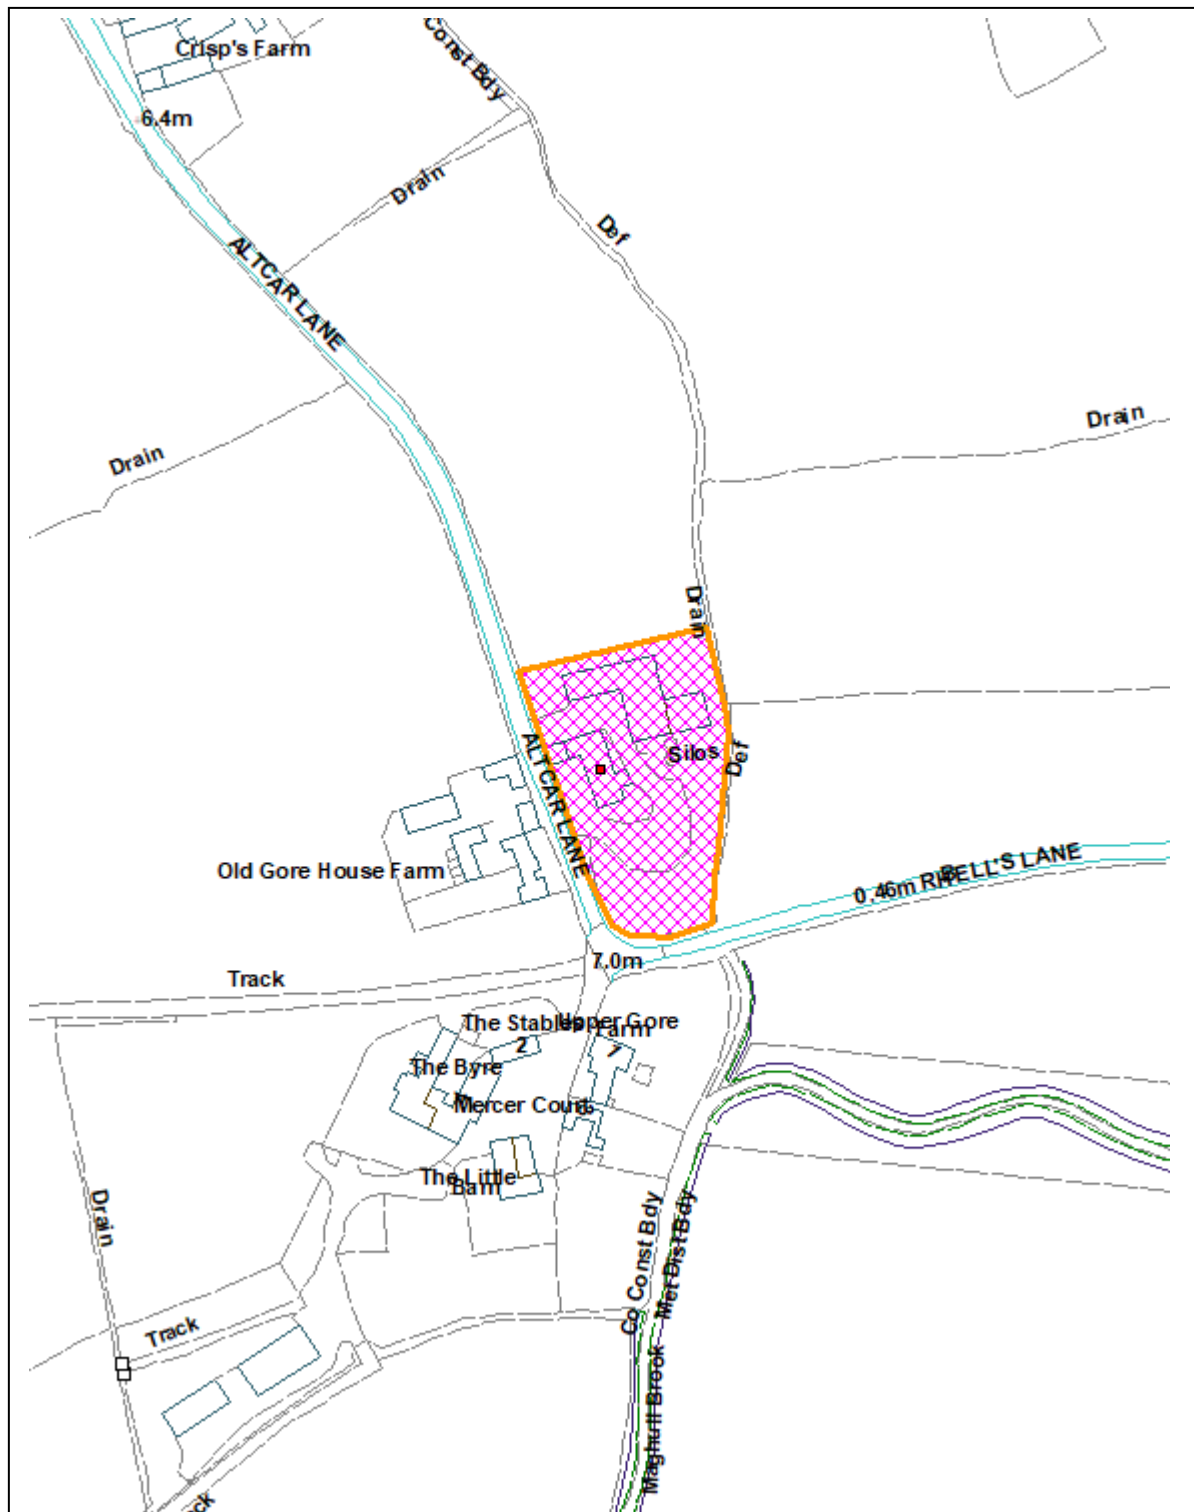 Const Bdy
Crisp's Farm
6.4m
Drain
Def
ALTCAR LANE
Drain
Drain
Drain
Silos
Def
ALTCAR LANE
Old Gore House Farm
0.46m
LANE
7.0m
Track
The Stables
Upper Gore
Farm
2
1
The Byre
Mercer Court
The Little
Barn
Drain
Co Const Bdy
Met Dist Bdy
Track
Maghull Brook